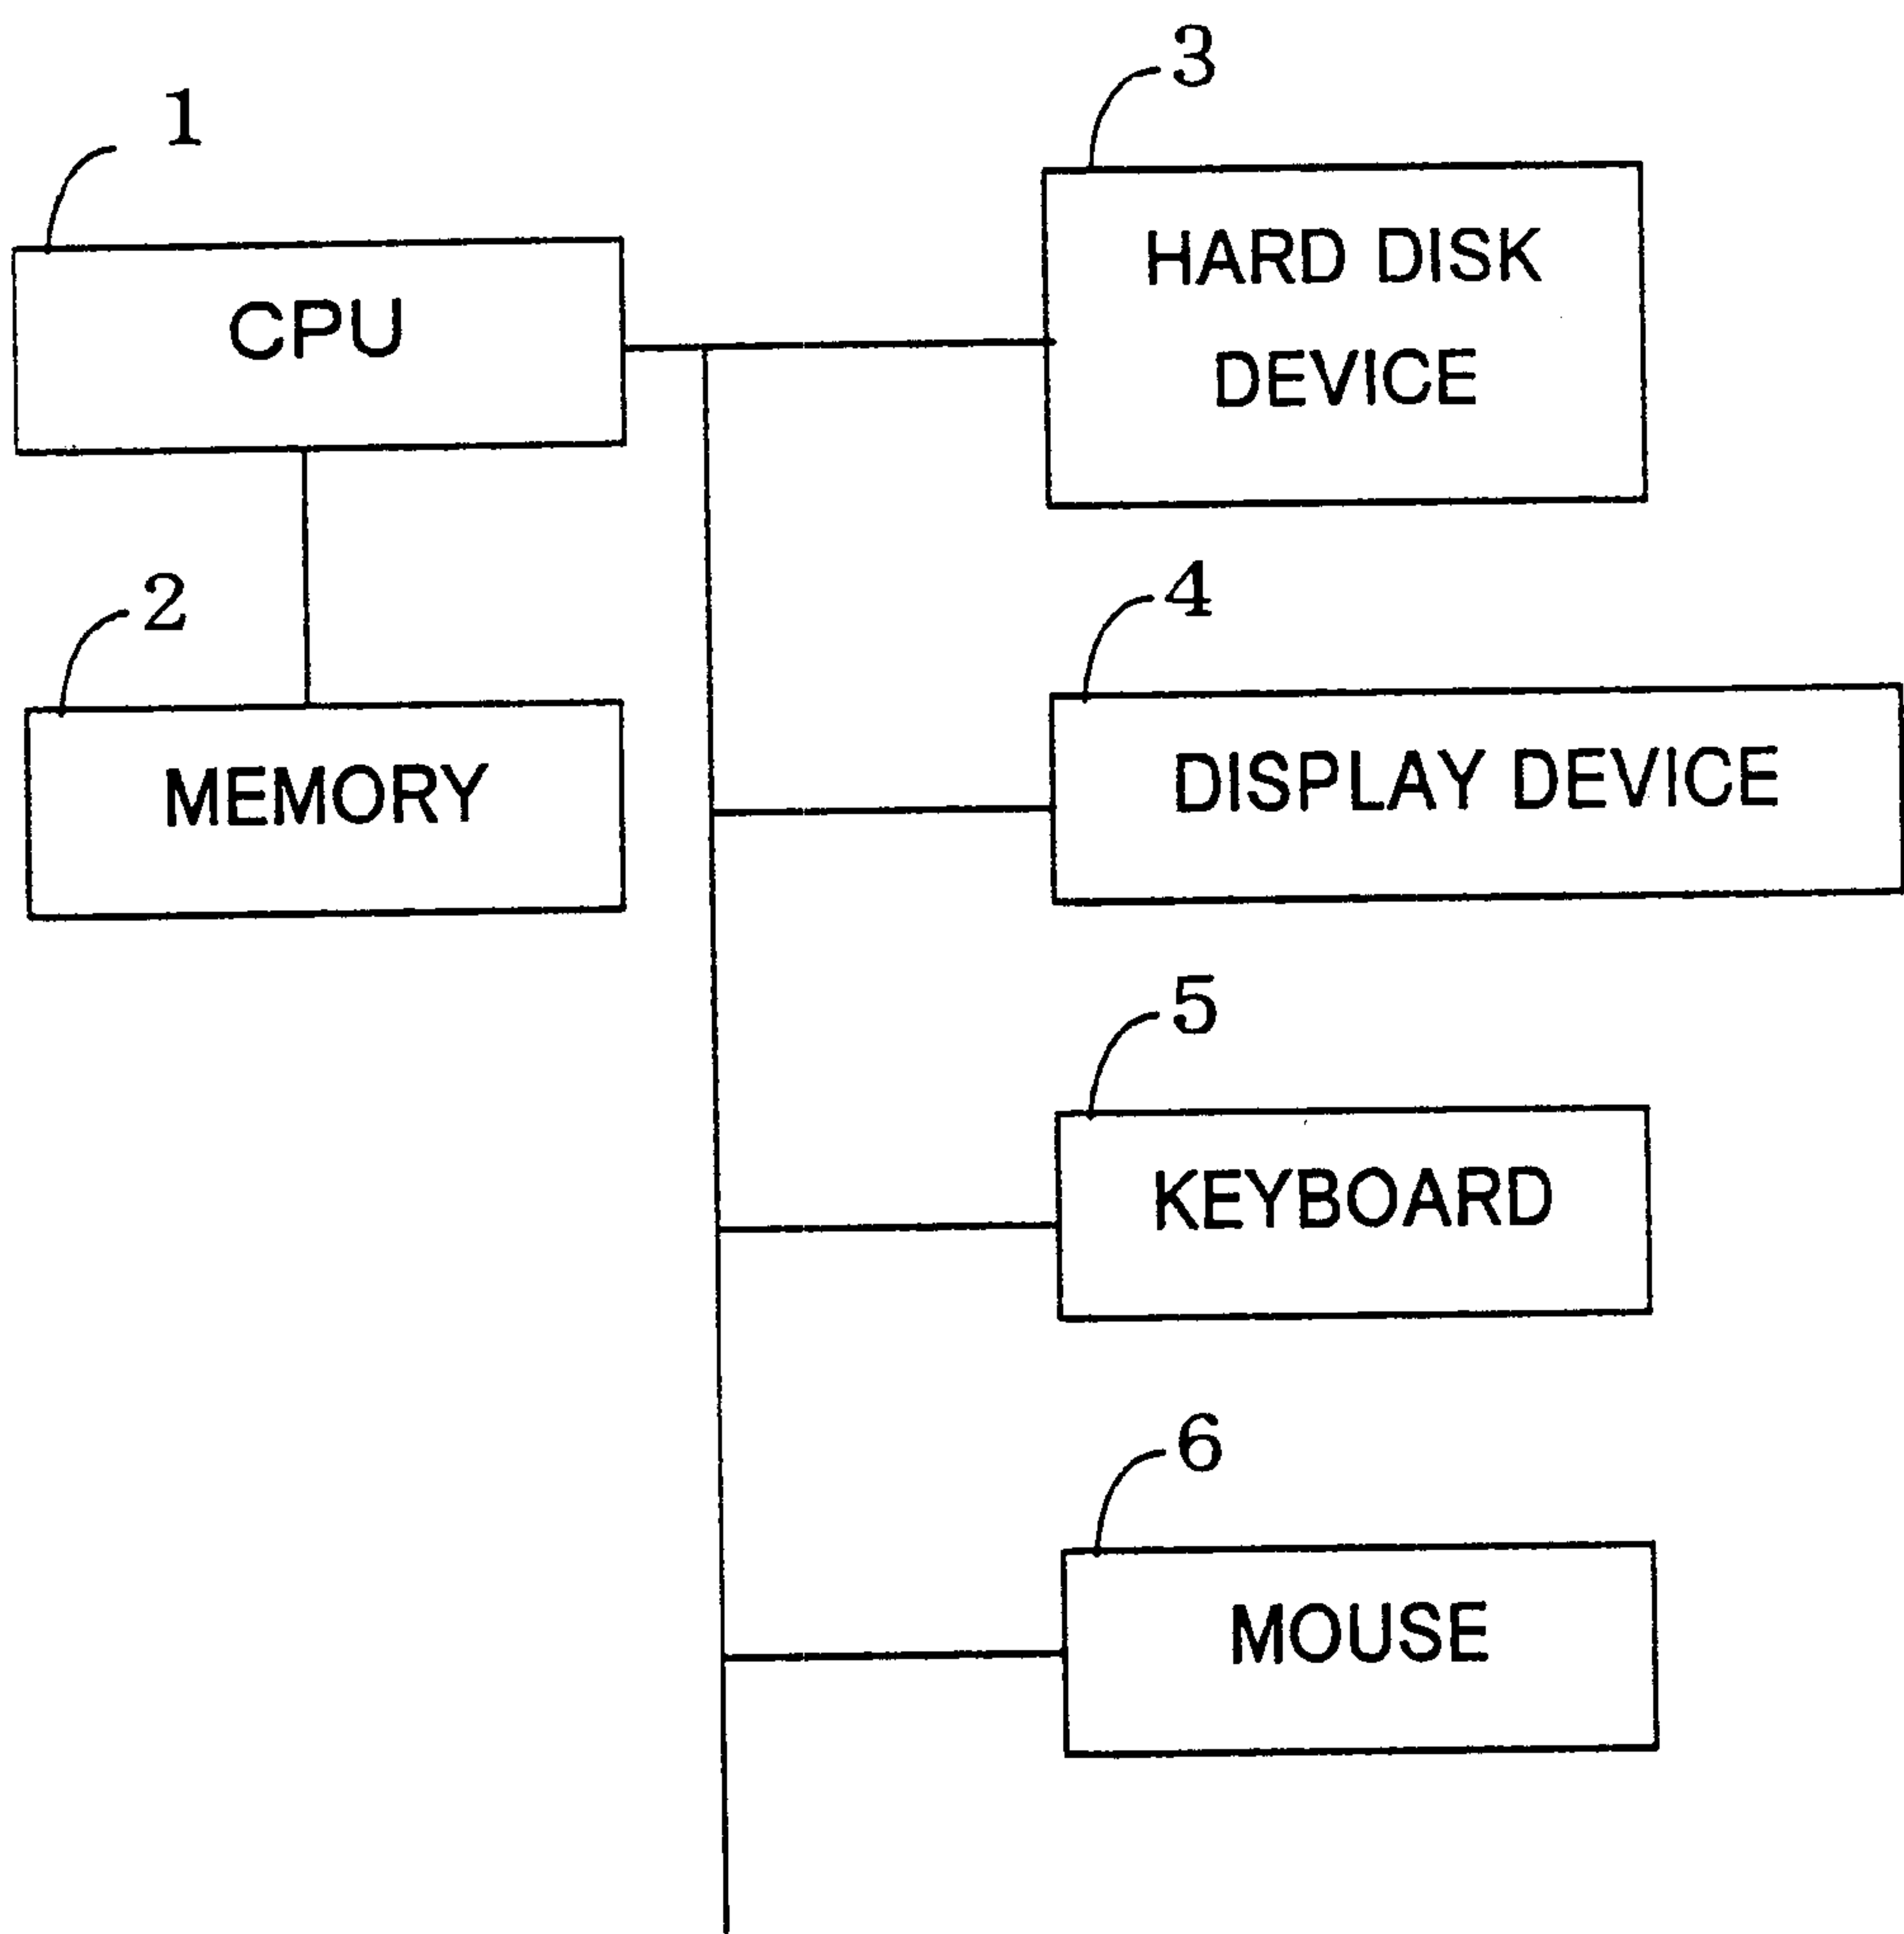 1
CPU
2
MEMORY
3
HARD DISK
DEVICE
4
DISPLAY DEVICE
5
KEYBOARD
6
MOUSE